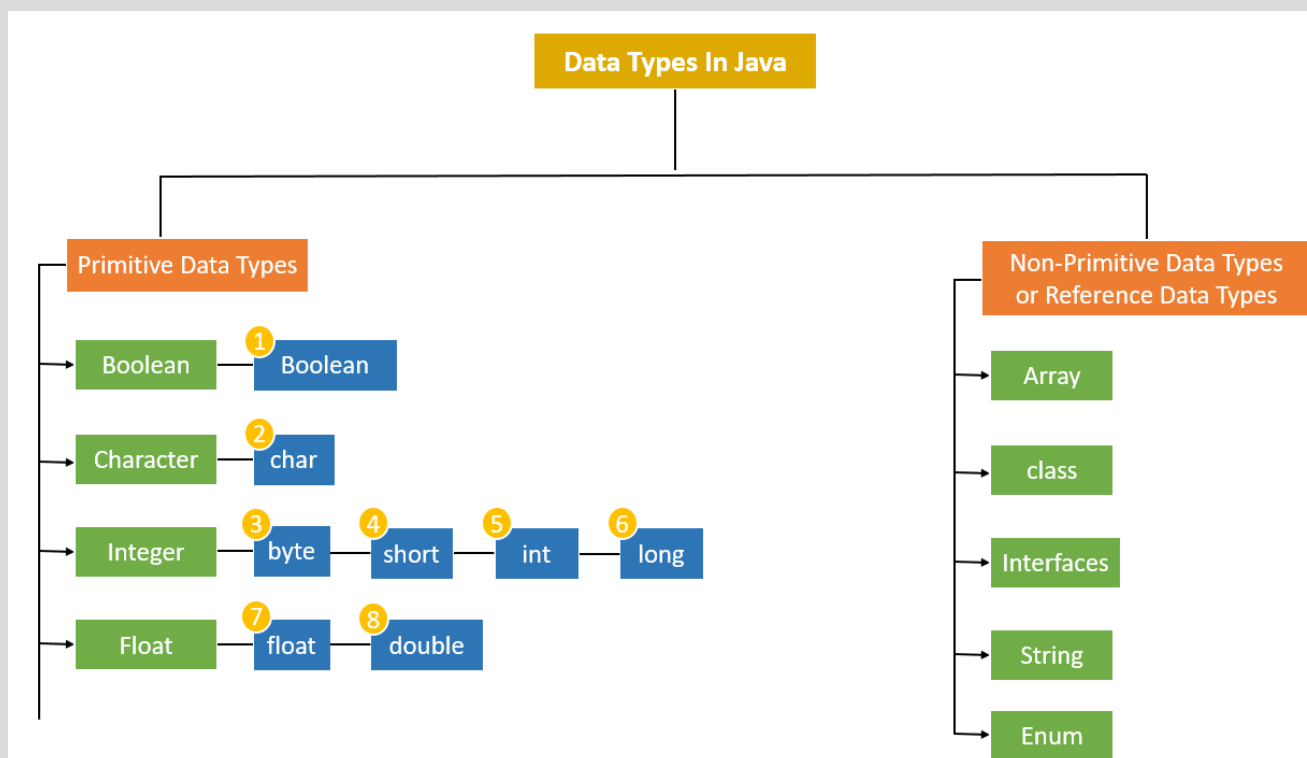 Data Types In Java
Primitive Data Types
Boolean
1
Boolean
Character
2
char
Integer
3
byte
4
short
5
int
6
long
Float
7
float
8
double
Non-Primitive Data Types
or Reference Data Types
Array
class
Interfaces
String
Enum